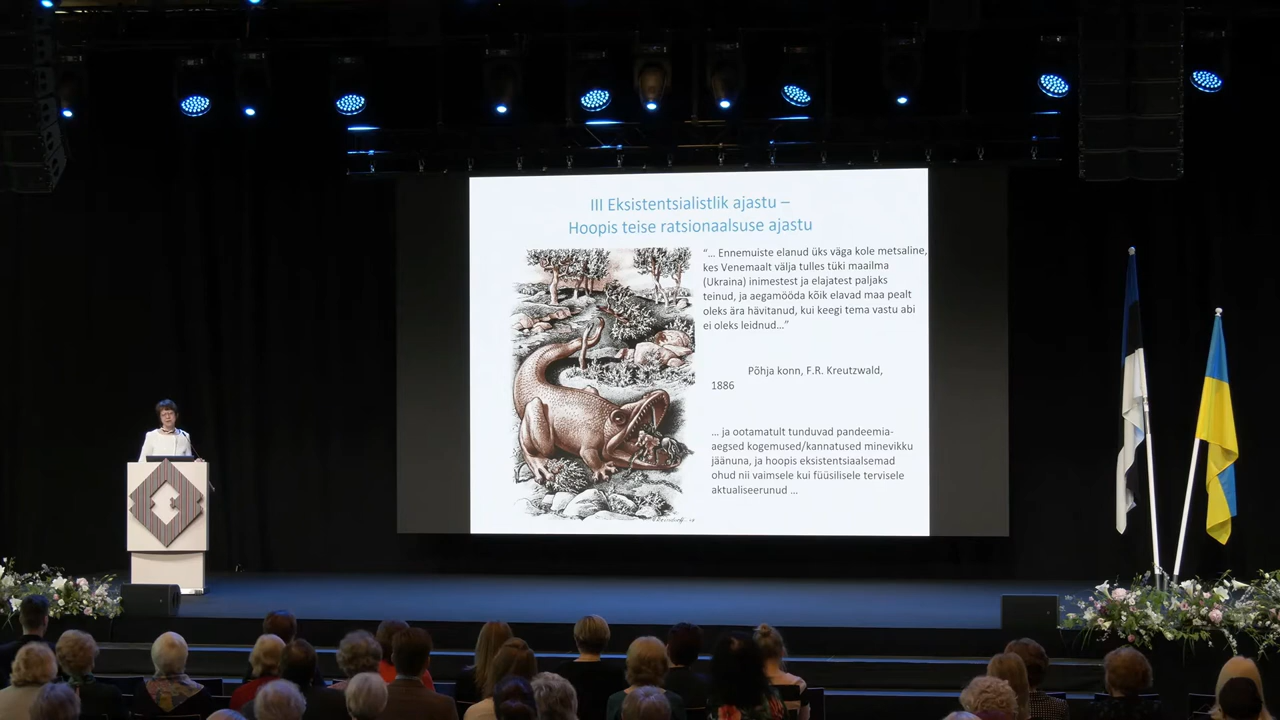 III Eksistentsialistlik ajastu –
Hoopis teise ratsionaalsuse ajastu
“... Ennemuiste elanud üks väga kole metsaline,
kes Venemaalt välja tulles tüki maailma
(Ukraina) inimestest ja elajatest paljaks
teinud, ja aegamööda kõik elavad maa pealt
oleks ära hävitanud, kui keegi tema vastu abi
ei oleks leidnud...“
Põhja konn, F.R. Kreutzwald,
1886
... ja ootamatult tunduvad pandeemia-
aegsed kogemused/kannatused minevikku
jäänuna, ja hoopis eksistentsiaalsemad
ohud nii vaimsele kui füüsilisele tervisele
aktualiseerunud ...